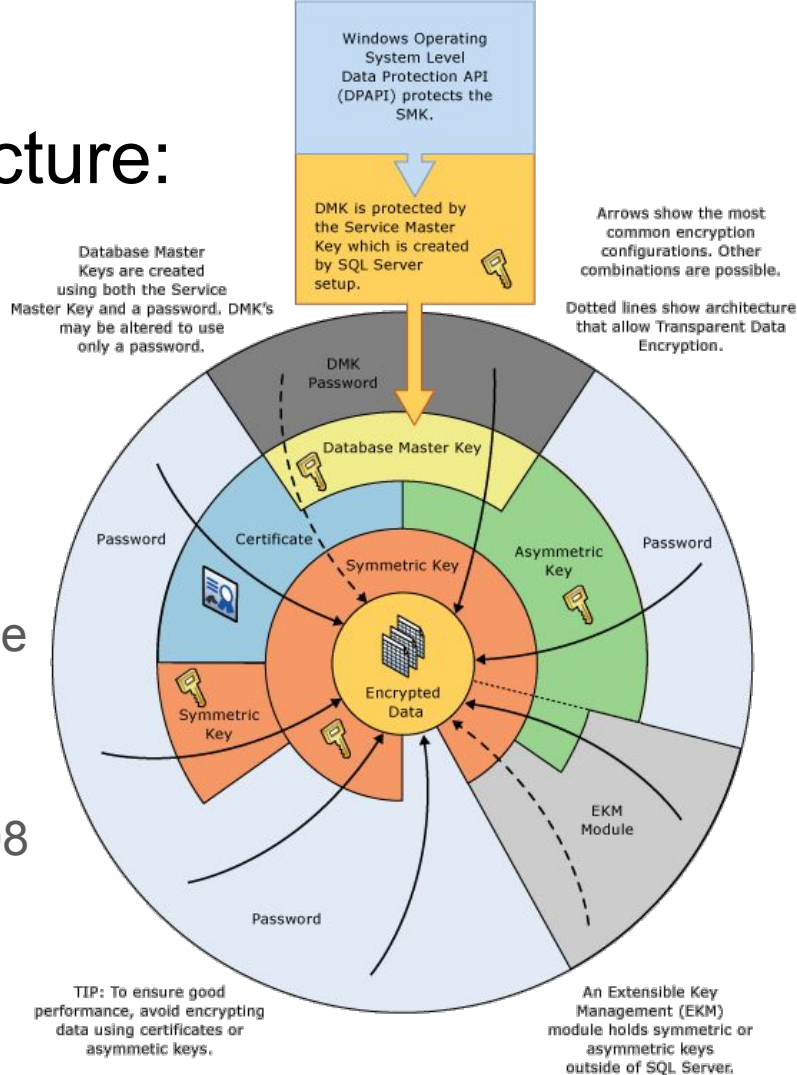 Windows Operating
System Level
Data Protection API
(DPAPI) protects the
SMK.
cture:
DMK is protected by
the Service Master
Key which is created
by SQL Server
setup.
Database Master
Keys are created
using both the Service
Master Key and a password. DMK's
may be altered to use
only a password.
Arrows show the most
common encryption
configurations. Other
combinations are possible.
Dotted lines show architecture
that allow Transparent Data
Encryption.
DMK
Password
Database Master Key
Password
Certificate
Symmetric Key
Asymmetric
Key
Password
e
Encrypted
Data
Symmetric
Key
8
EKM
Module
Password
TIP: To ensure good
performance, avoid encrypting
data using certificates or
asymmetic keys.
An Extensible Key
Management (EKM)
module holds symmetric or
asymmetric keys
outside of SQL Server.